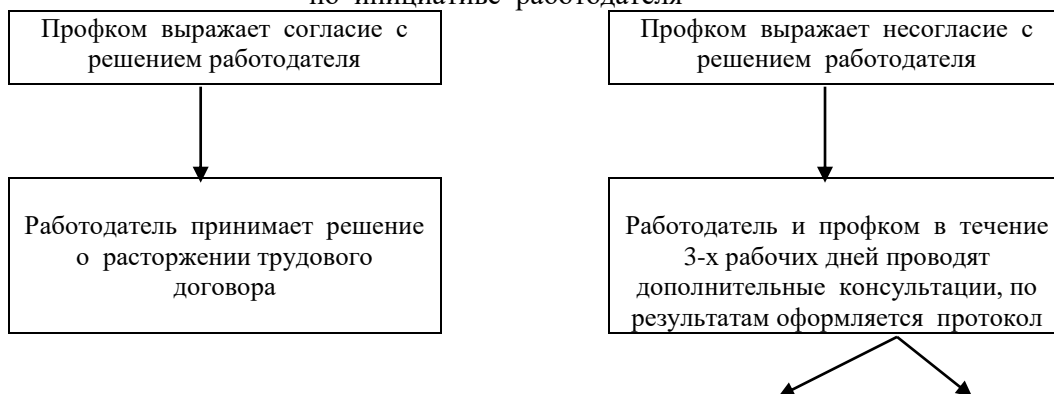 по инициативе работодателя
Профком выражает согласие с
решением работодателя
Профком выражает несогласие с
решением работодателя
Работодатель принимает решение
о расторжении трудового
договора
Работодатель и профком в течение
3-х рабочих дней проводят
дополнительные консультации, по
результатам оформляется протокол